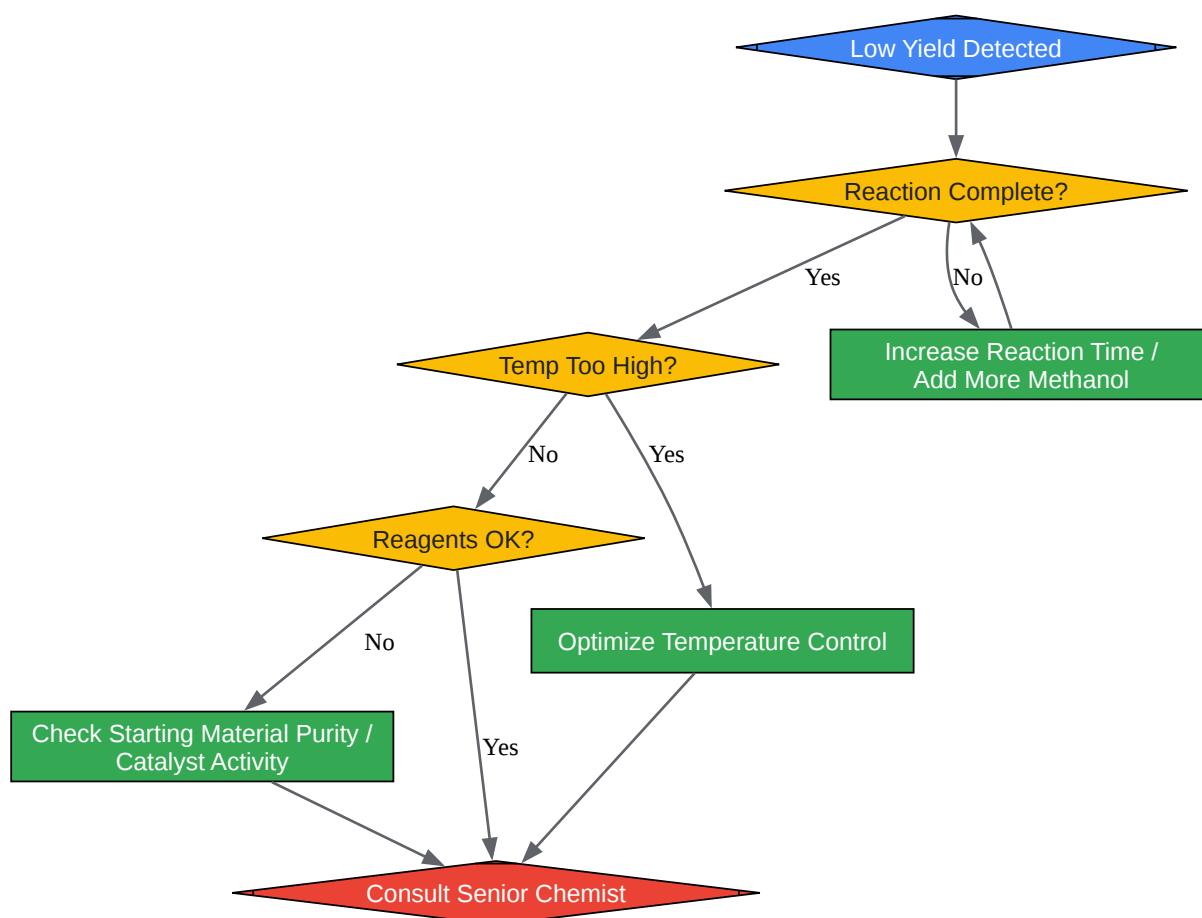 Low Yield Detected
Reaction Complete?
Yes
No
Increase Reaction Time /
Add More Methanol
Temp Too High?
No
Yes
Reagents OK?
Optimize Temperature Control
No
Check Starting Material Purity /
Catalyst Activity
Yes
Consult Senior Chemist